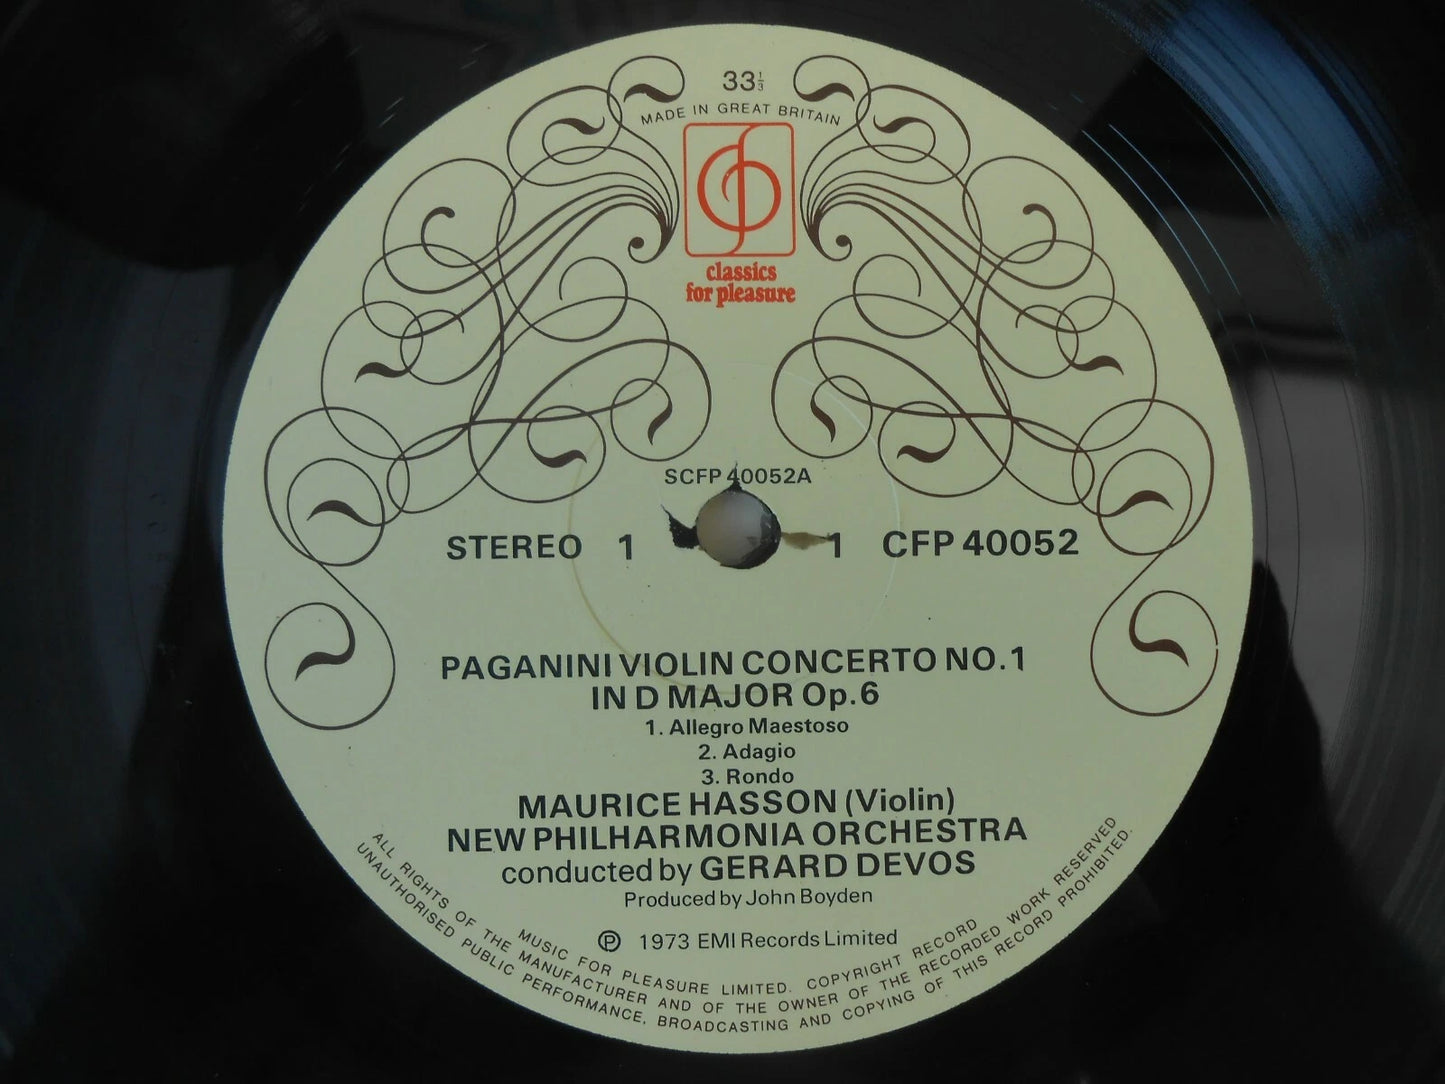 33⅓
MADE IN GREAT BRITAIN
classics
for pleasure
SCFP 40052A
STEREO 1 1 CFP 40052
PAGANINI VIOLIN CONCERTO NO.1
IN D MAJOR Op.6
1. Allegro Maestoso
2. Adagio
3. Rondo
MAURICE HASSON (Violin)
NEW PHILHARMONIA ORCHESTRA
conducted by GERARD DEVOS
Produced by John Boyden
℗ 1973 EMI Records Limited
MUSIC FOR PLEASURE LIMITED. COPYRIGHT RECORD
ALL RIGHTS OF THE MANUFACTURER AND OF THE OWNER OF THE RECORDED WORK RESERVED
UNAUTHORISED PUBLIC PERFORMANCE, BROADCASTING AND COPYING OF THIS RECORD PROHIBITED.